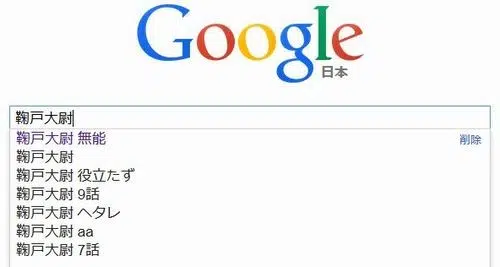 Google
日本
鞠戸大尉
鞠戸大尉 無能
削除
鞠戸大尉
鞠戸大尉 役立たず
鞠戸大尉 9話
鞠戸大尉 ヘタレ
鞠戸大尉 aa
鞠戸大尉 7話